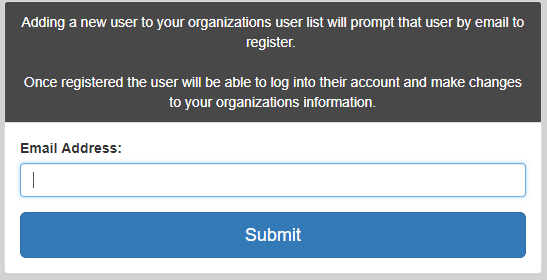 Adding a new user to your organizations user list will prompt that user by email to
register.
Once registered the user will be able to log into their account and make changes
to your organizations information.
Email Address:
Submit